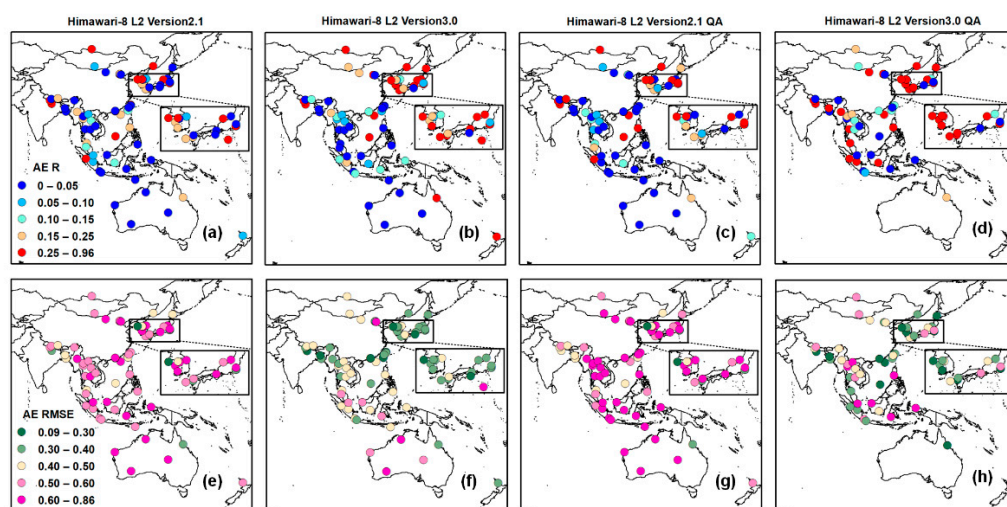 Himawari-8 L2 Version2.1
Himawari-8 L2 Version3.0
Himawari-8 L2 Version2.1 QA
Himawari-8 L2 Version3.0 QA
AE R
0 – 0.05
0.05 – 0.10
0.10 – 0.15
0.15 – 0.25
0.25 – 0.96
(a)
(b)
(c)
(d)
AE RMSE
0.09 – 0.30
0.30 – 0.40
0.40 – 0.50
0.50 – 0.60
0.60 – 0.86
(e)
(f)
(g)
(h)